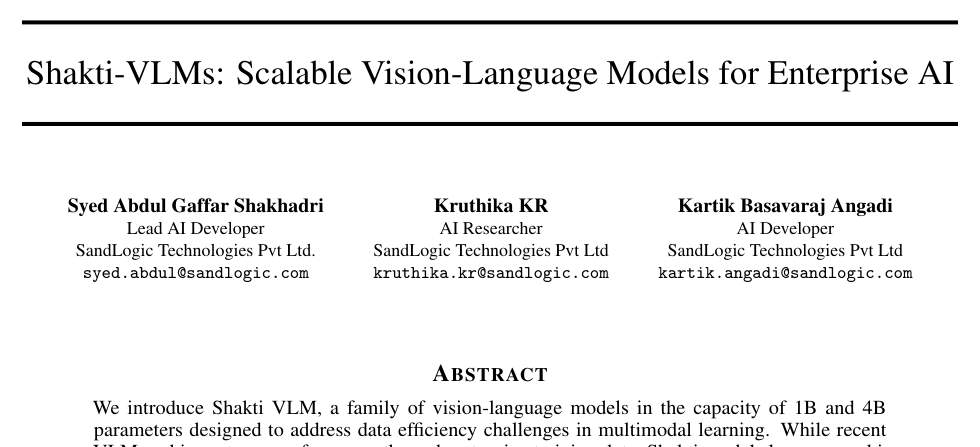 Shakti-VLMs: Scalable Vision-Language Models for Enterprise AI
Syed Abdul Gaffar Shakhadri
Lead AI Developer
SandLogic Technologies Pvt Ltd.
syed.abdul@sandlogic.com
Kruthika KR
AI Researcher
SandLogic Technologies Pvt Ltd
kruthika.kr@sandlogic.com
Kartik Basavaraj Angadi
AI Developer
SandLogic Technologies Pvt Ltd
kartik.angadi@sandlogic.com
ABSTRACT
We introduce Shakti VLM, a family of vision-language models in the capacity of 1B and 4B
parameters designed to address data efficiency challenges in multimodal learning. While recent